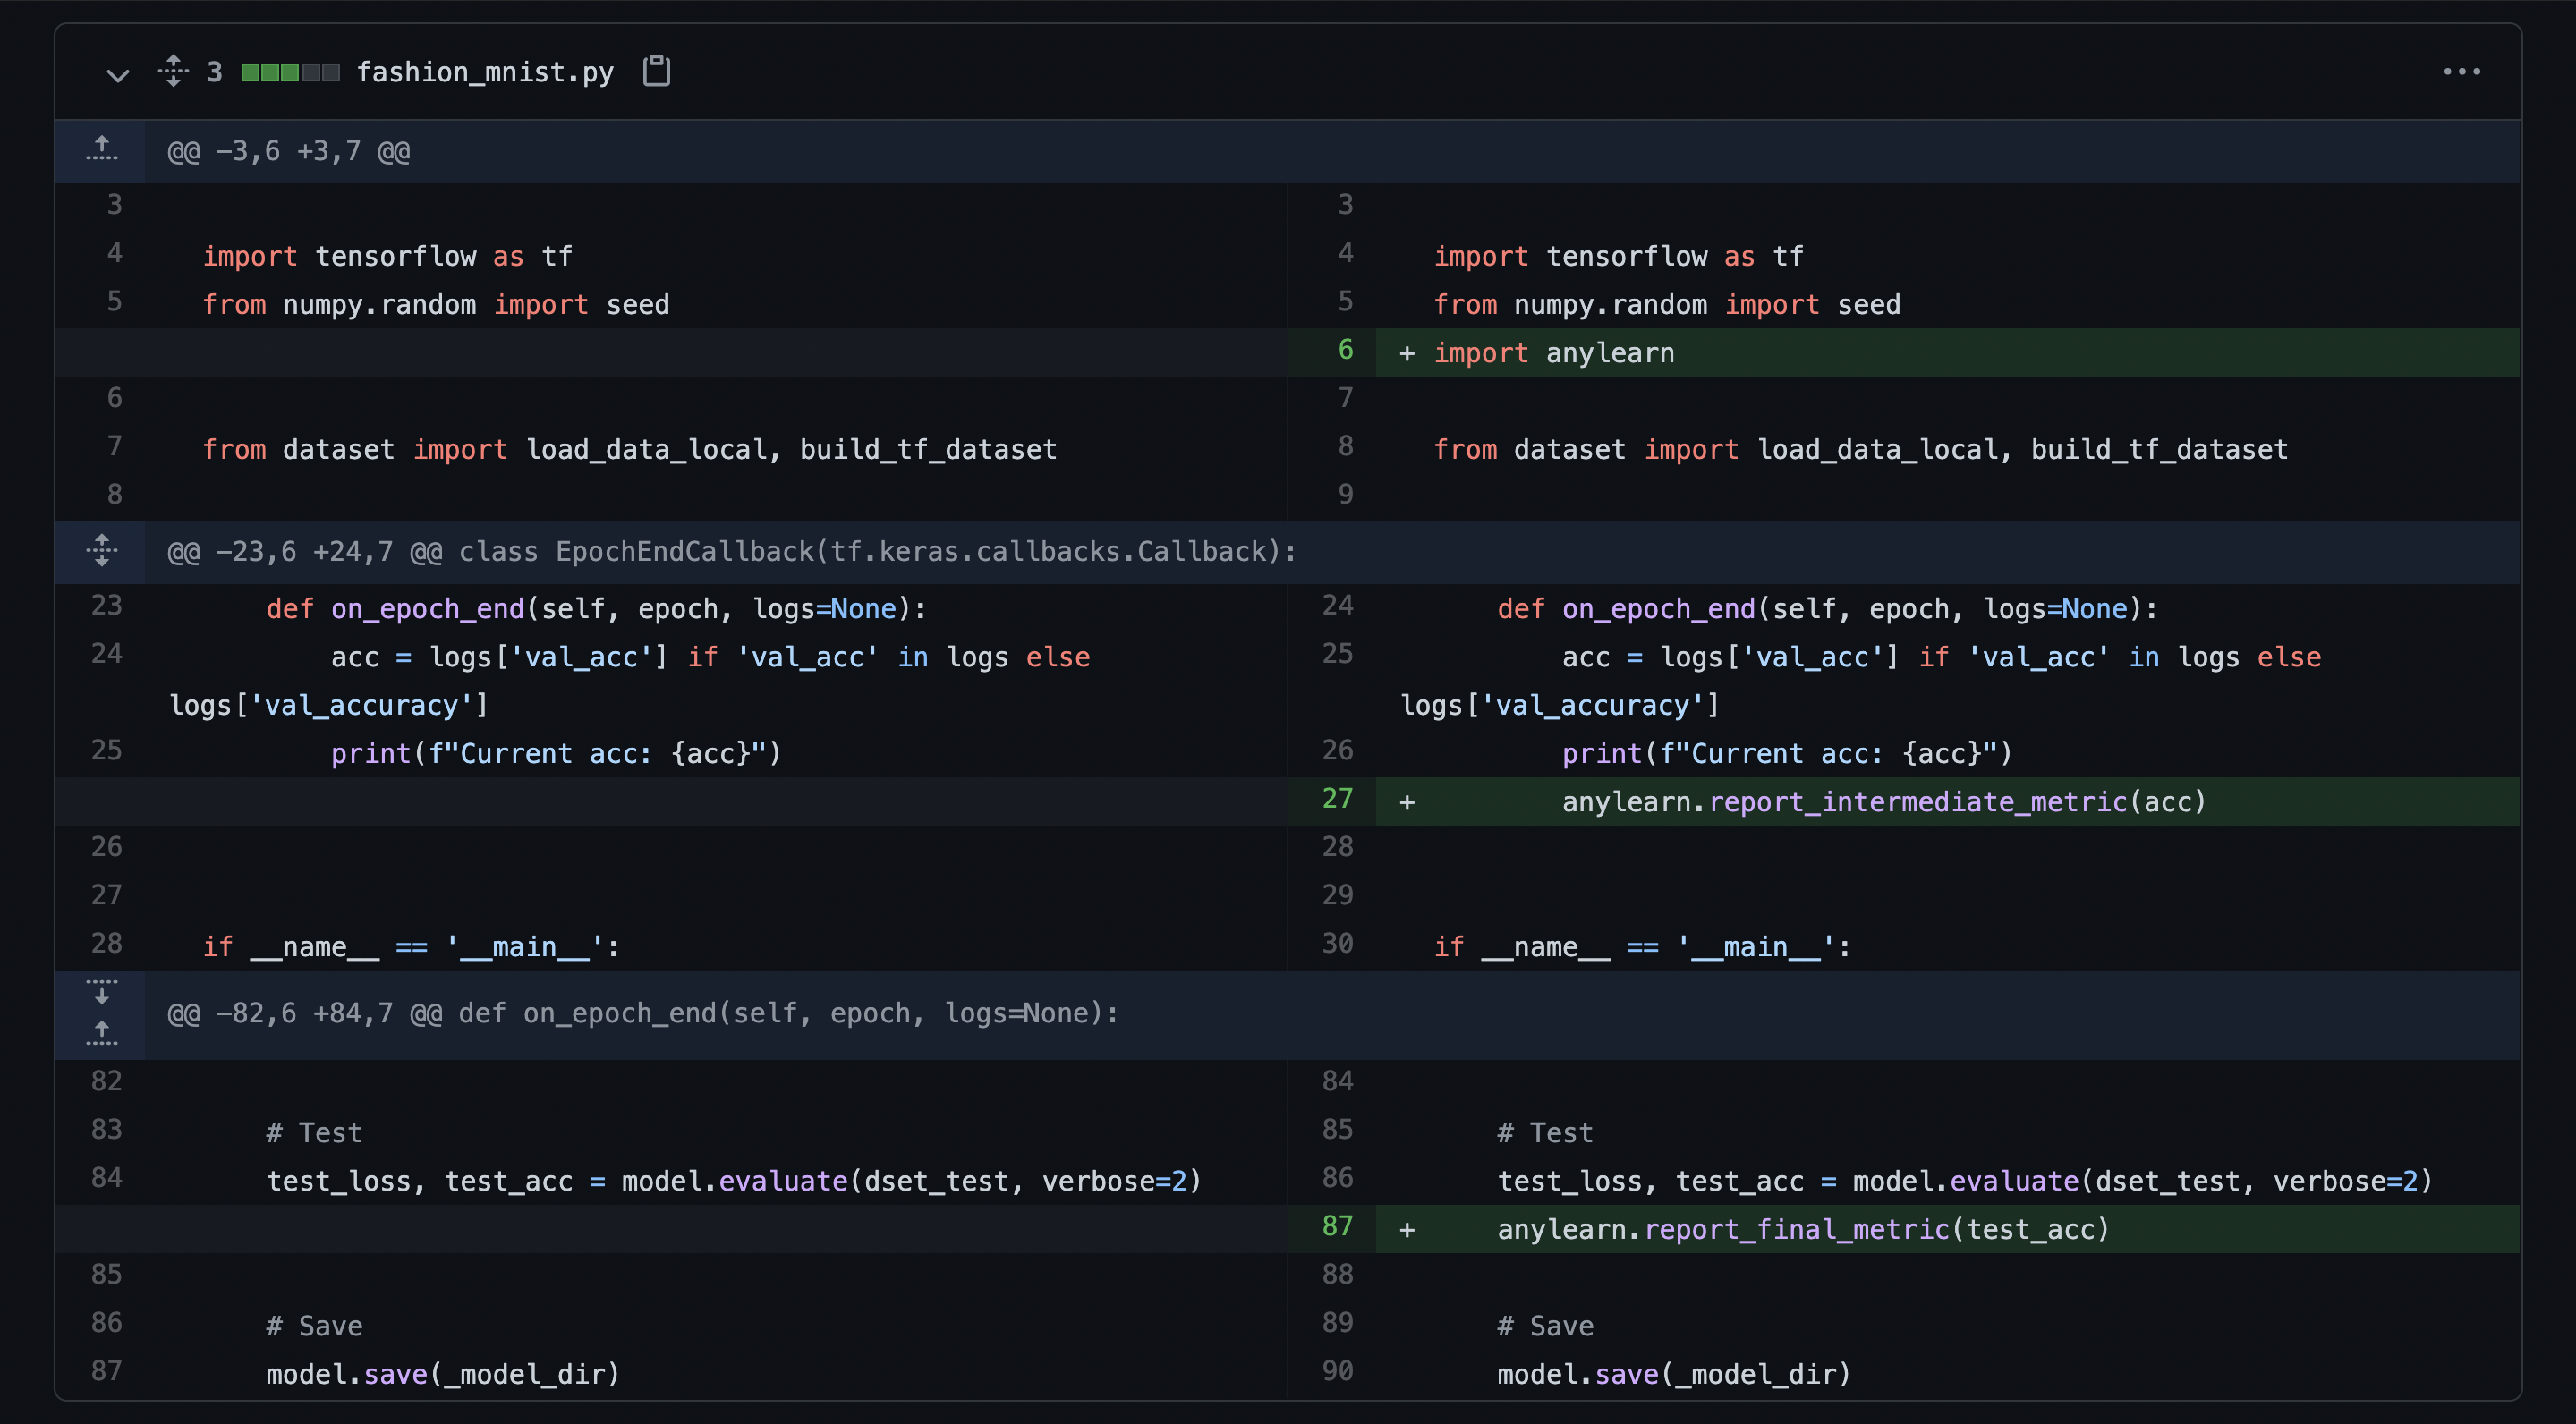 3 fashion_mnist.py
@@ -3,6 +3,7 @@
3 3
4 import tensorflow as tf 4 import tensorflow as tf
5 from numpy.random import seed 5 from numpy.random import seed
6 + import anylearn
6 7
7 from dataset import load_data_local, build_tf_dataset 8 from dataset import load_data_local, build_tf_dataset
8 9
@@ -23,6 +24,7 @@ class EpochEndCallback(tf.keras.callbacks.Callback):
23 def on_epoch_end(self, epoch, logs=None): 24 def on_epoch_end(self, epoch, logs=None):
24 acc = logs['val_acc'] if 'val_acc' in logs else 25 acc = logs['val_acc'] if 'val_acc' in logs else
logs['val_accuracy'] logs['val_accuracy']
25 print(f"Current acc: {acc}") 26 print(f"Current acc: {acc}")
27 + anylearn.report_intermediate_metric(acc)
26 28
27 29
28 if __name__ == '__main__': 30 if __name__ == '__main__':
@@ -82,6 +84,7 @@ def on_epoch_end(self, epoch, logs=None):
82 84
83 # Test 85 # Test
84 test_loss, test_acc = model.evaluate(dset_test, verbose=2) 86 test_loss, test_acc = model.evaluate(dset_test, verbose=2)
87 + anylearn.report_final_metric(test_acc)
85 88
86 # Save 89 # Save
87 model.save(_model_dir) 90 model.save(_model_dir)